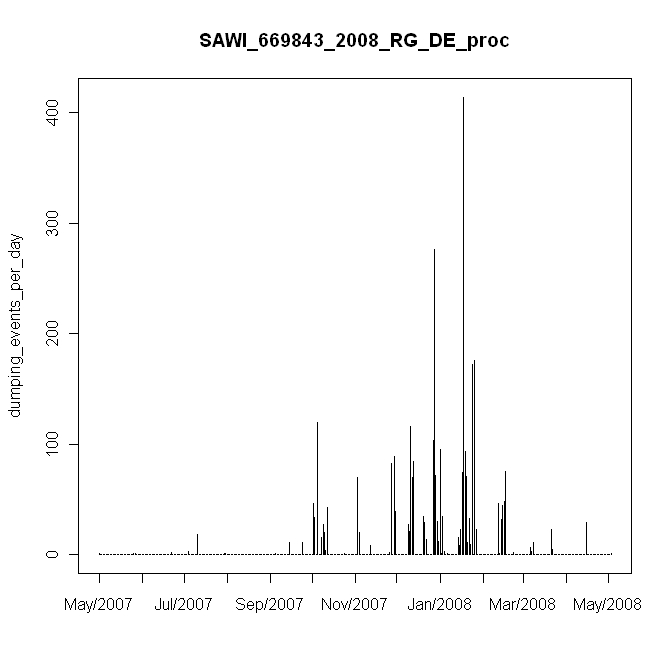 SAWI_669843_2008_RG_DE_proc
dumping_events_per_day
400
300
200
100
0
May/2007 Jul/2007 Sep/2007 Nov/2007 Jan/2008 Mar/2008 May/2008